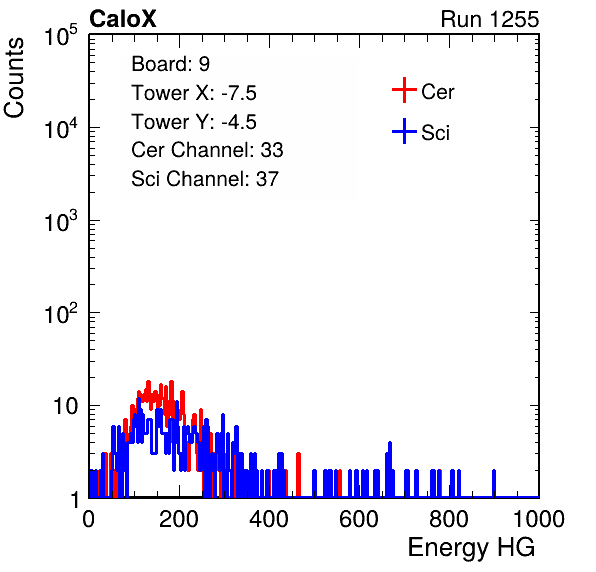 CaloX Run 1255
Counts
Board: 9
Tower X: -7.5
Tower Y: -4.5
Cer Channel: 33
Sci Channel: 37
Cer
Sci
10^5
10^4
10^3
10^2
10
1
0 200 400 600 800 1000
Energy HG